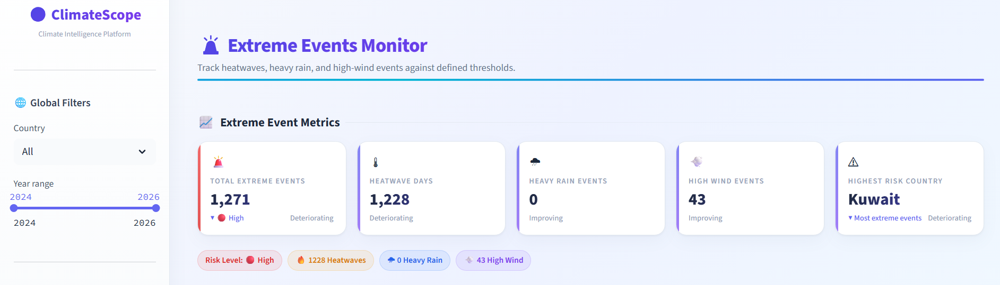 ClimateScope
Climate Intelligence Platform
Global Filters
Country
All
Year range
2024 2026
2024 2026
Extreme Events Monitor
Track heatwaves, heavy rain, and high-wind events against defined thresholds.
Extreme Event Metrics
TOTAL EXTREME EVENTS
1,271
▼ 🔴 High Deteriorating
HEATWAVE DAYS
1,228
Deteriorating
HEAVY RAIN EVENTS
0
Improving
HIGH WIND EVENTS
43
Improving
HIGHEST RISK COUNTRY
Kuwait
▼ Most extreme events Deteriorating
Risk Level: 🔴 High
1228 Heatwaves
0 Heavy Rain
43 High Wind